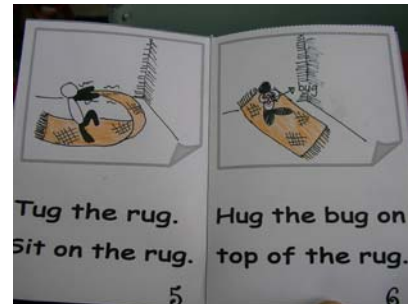 Tug the rug.
Sit on the rug.
5
Hug the bug on
top of the rug.
6